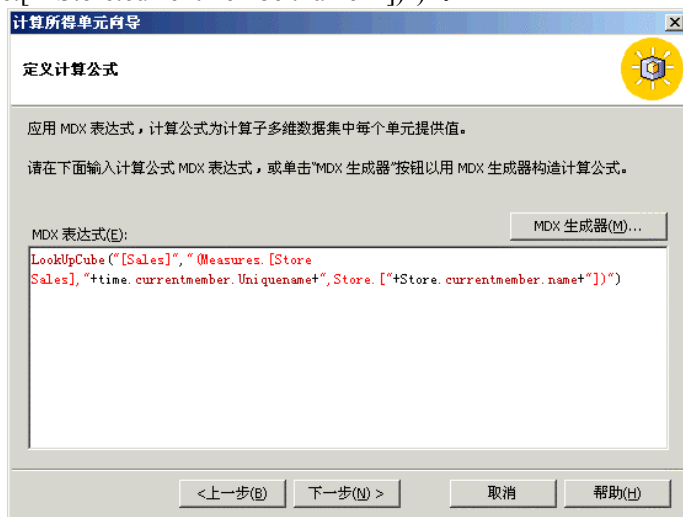 计算所得单元向导
定义计算公式
应用 MDX 表达式，计算公式为计算子多维数据集中每个单元提供值。
请在下面输入计算公式 MDX 表达式，或单击“MDX 生成器”按钮以用 MDX 生成器构造计算公式。
MDX 生成器(M)...
MDX 表达式(E):
LookUpCube("[Sales]","(Measures.[Store
Sales],"+time.currentmember.Uniquename+",Store.["+Store.currentmember.name+"])")
<上一步(B) 下一步(N) > 取消 帮助(H)